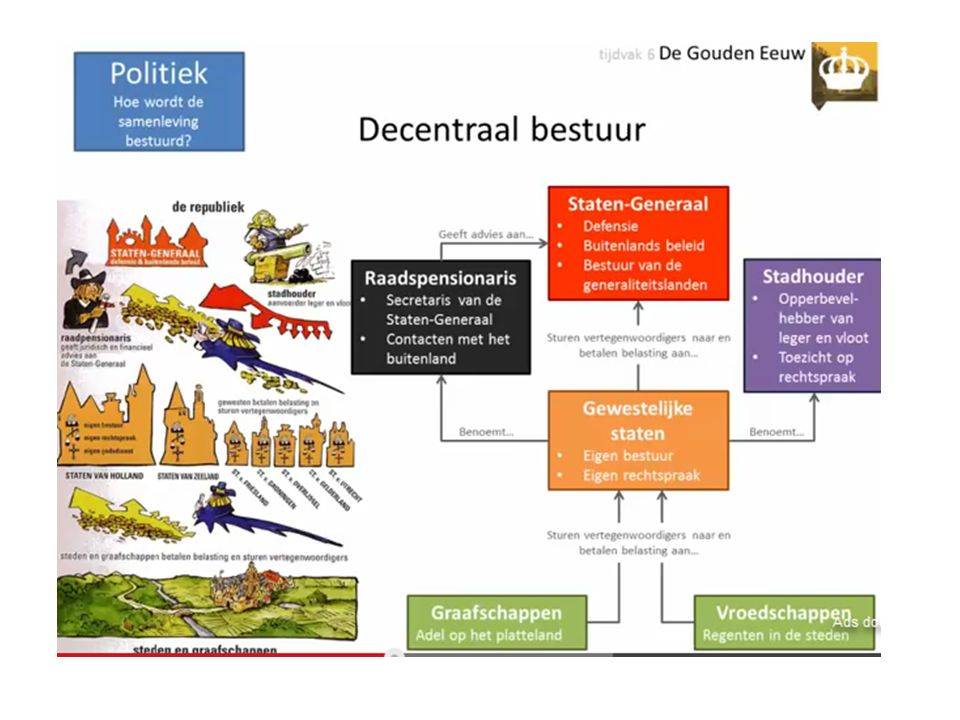 tijdvak 6 De Gouden Eeuw
Politiek
Hoe wordt de
samenleving
bestuurd?
Decentraal bestuur
de republiek
STATEN-GENERAAL
defensie & buitenlands beleid
stadhouder
aanvoerder leger en vloot
raadpensionaris
geeft juridisch en financieel
advies aan
de Staten-Generaal
gewesten betalen belasting en
sturen vertegenwoordigers
eigen bestuur
eigen rechtspraak
eigen godsdienst
STATEN VAN HOLLAND
STATEN VAN ZEELAND
ST. v. FRIESLAND
ST. v. GRONINGEN
ST. v. OVERIJSSEL
ST. v. GELDERLAND
ST. v. UTRECHT
steden en graafschappen betalen belasting en sturen vertegenwoordigers
steden en graafschappen
Staten-Generaal
• Defensie
• Buitenlands beleid
• Bestuur van de
generaliteitslanden
Geeft advies aan...
Raadspensionaris
• Secretaris van de
Staten-Generaal
• Contacten met het
buitenland
Stadhouder
• Opperbevel-
hebber van
leger en vloot
• Toezicht op
rechtspraak
Sturen vertegenwoordigers naar en
betalen belasting aan...
Gewestelijke
staten
• Eigen bestuur
• Eigen rechtspraak
Benoemt...
Benoemt...
Sturen vertegenwoordigers naar en
betalen belasting aan...
Graafschappen
Adel op het platteland
Vroedschappen
Regenten in de steden
Ads do